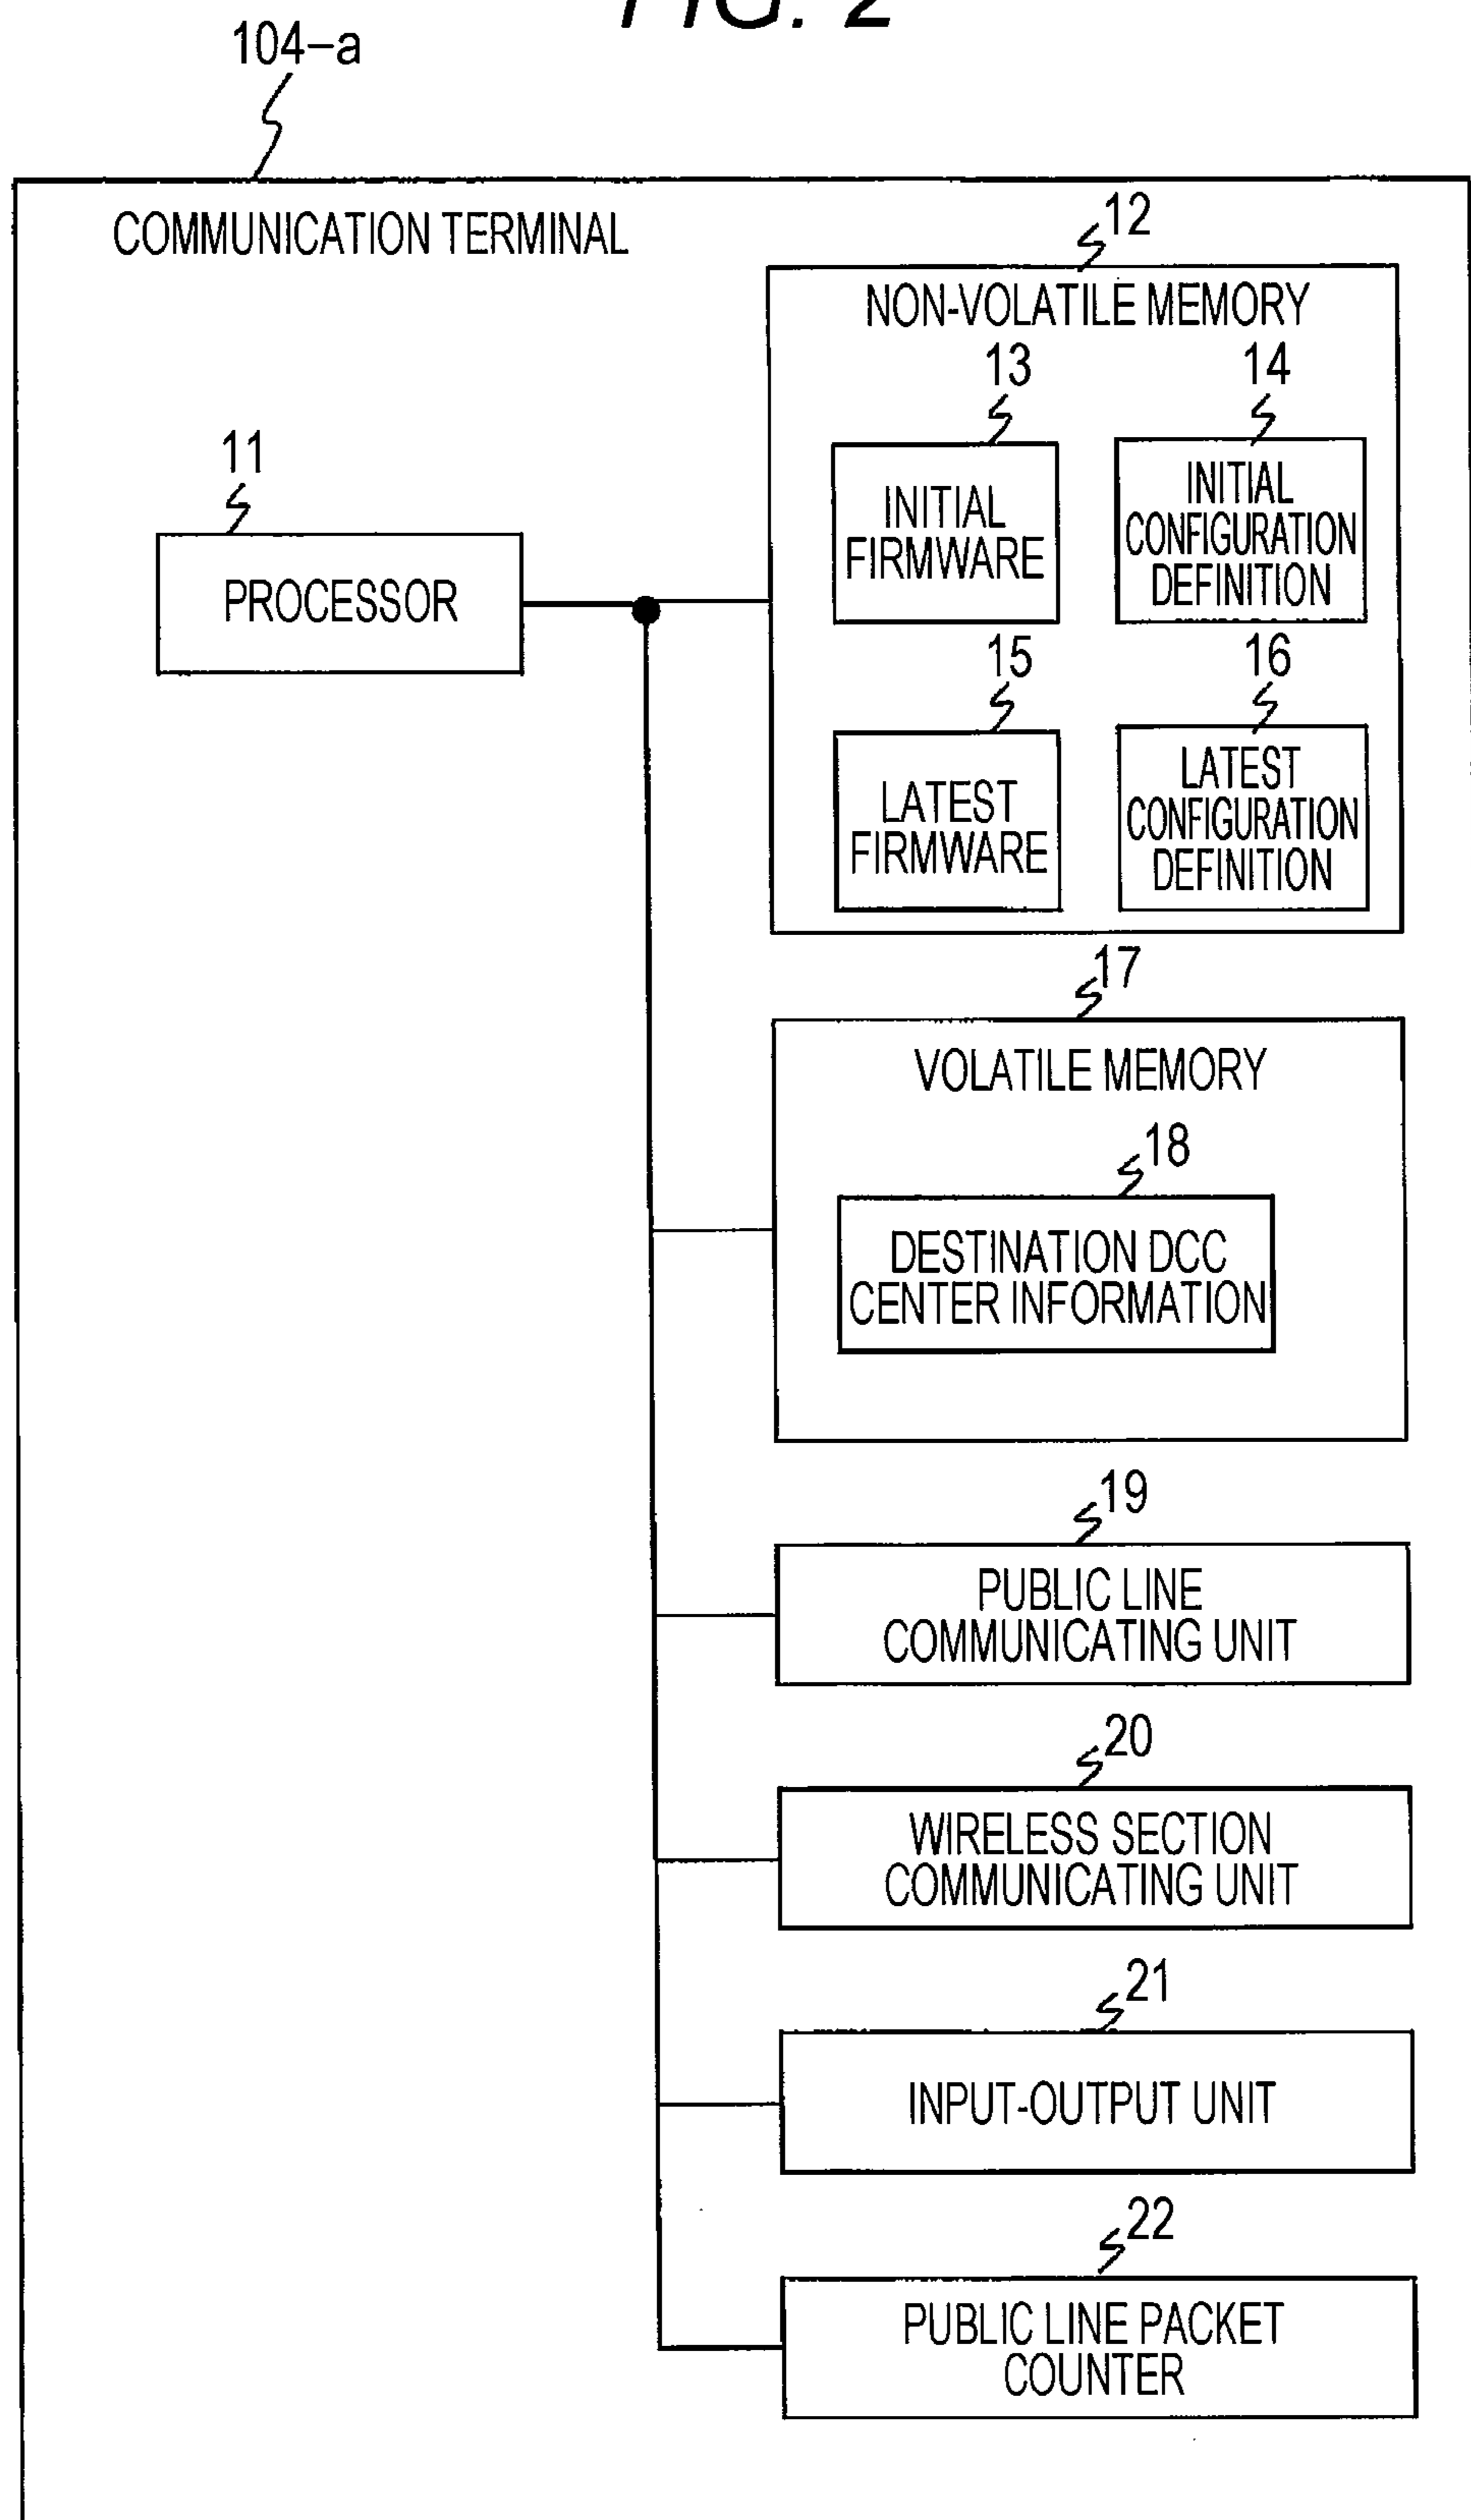 FIG. 2
104-a
COMMUNICATION TERMINAL
12
NON-VOLATILE MEMORY
13
14
INITIAL
FIRMWARE
INITIAL
CONFIGURATION
DEFINITION
11
PROCESSOR
15
16
LATEST
FIRMWARE
LATEST
CONFIGURATION
DEFINITION
17
VOLATILE MEMORY
18
DESTINATION DCC
CENTER INFORMATION
19
PUBLIC LINE
COMMUNICATING UNIT
20
WIRELESS SECTION
COMMUNICATING UNIT
21
INPUT-OUTPUT UNIT
22
PUBLIC LINE PACKET
COUNTER